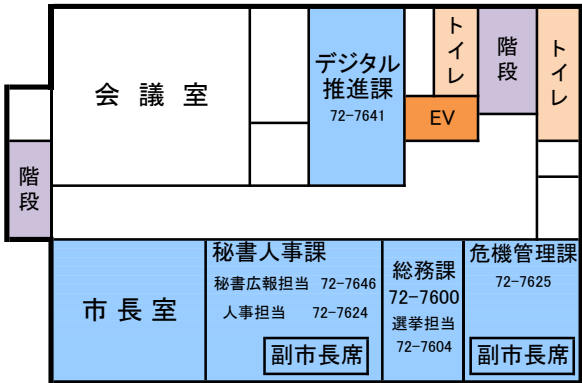 会議室
デジタル
推進課
72-7641
トイレ
EV
階段
トイレ
階段
市長室
秘書人事課
秘書広報担当 72-7646
人事担当 72-7624
副市長席
総務課
72-7600
選挙担当
72-7604
危機管理課
72-7625
副市長席